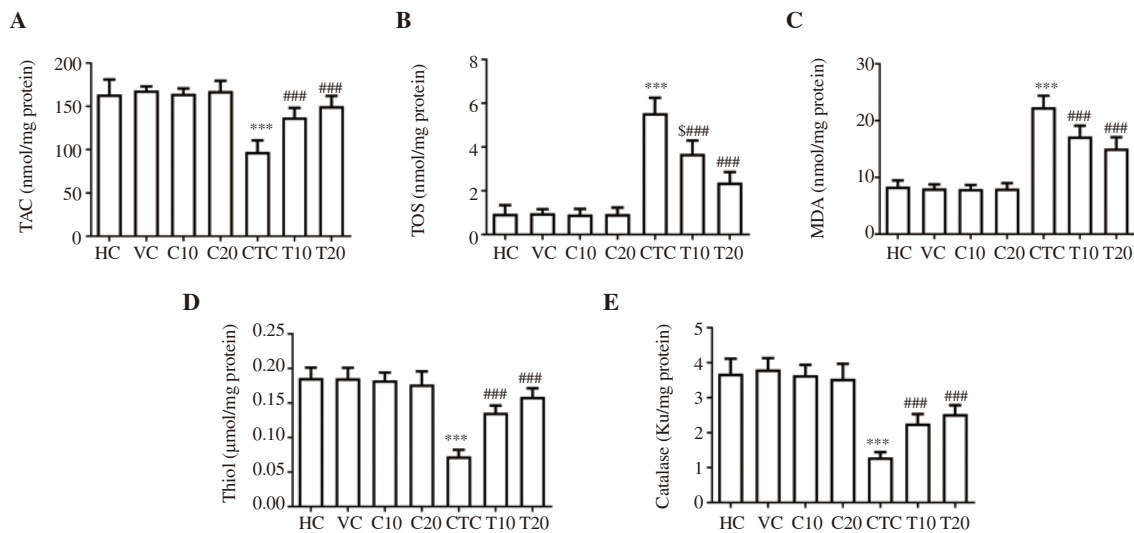 A
TAC (nmol/mg protein)
200
150
100
50
0
***
###
###
HC VC C10 C20 CTC T10 T20
B
TOS (nmol/mg protein)
8
6
4
2
0
***
$###
###
HC VC C10 C20 CTC T10 T20
C
MDA (nmol/mg protein)
30
20
10
0
***
###
###
HC VC C10 C20 CTC T10 T20
D
Thiol (μmol/mg protein)
0.25
0.20
0.15
0.10
0.05
0.00
***
###
###
HC VC C10 C20 CTC T10 T20
E
Catalase (Ku/mg protein)
5
4
3
2
1
0
***
###
###
HC VC C10 C20 CTC T10 T20